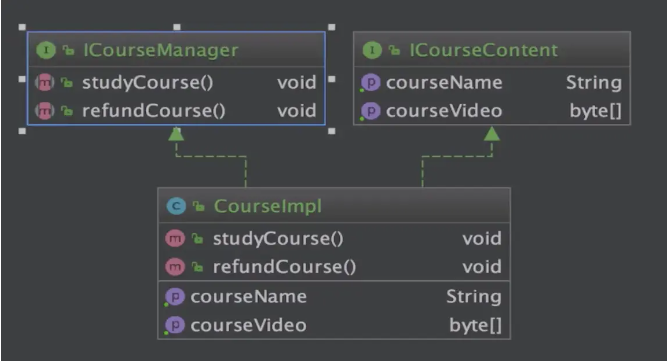 I ICourseManager
m studyCourse() void
m refundCourse() void
I ICourseContent
p courseName String
p courseVideo byte[]
C CourseImpl
m studyCourse() void
m refundCourse() void
p courseName String
p courseVideo byte[]